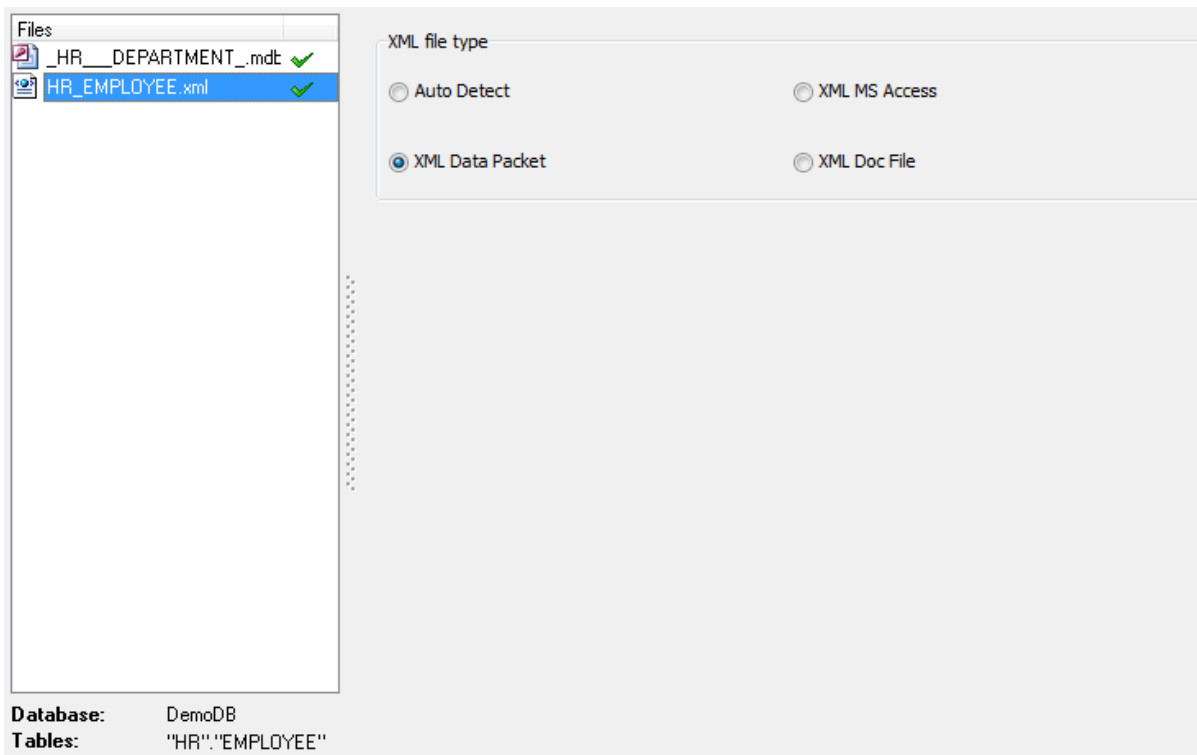 Files
_HR___DEPARTMENT_.mdb
HR_EMPLOYEE.xml
XML file type
Auto Detect
XML MS Access
XML Data Packet
XML Doc File
Database: DemoDB
Tables: "HR"."EMPLOYEE"